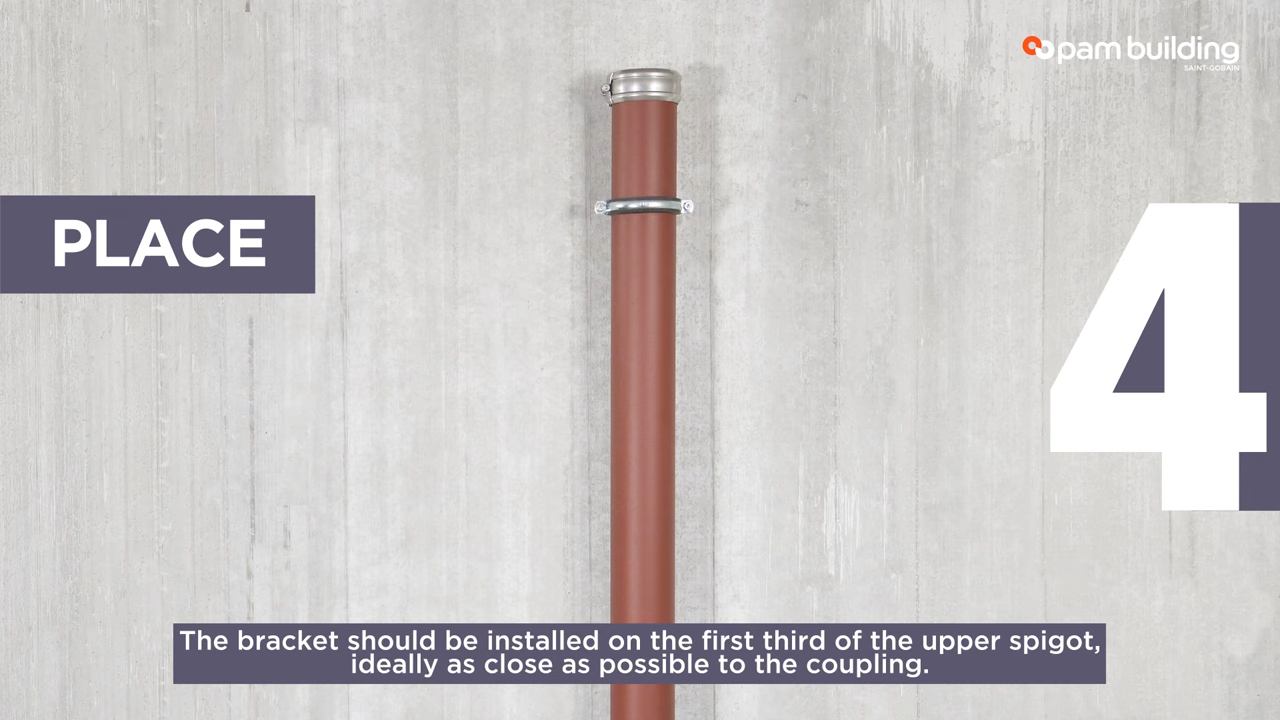 pam building
SAINT-GOBAIN
PLACE
4
The bracket should be installed on the first third of the upper spigot,
ideally as close as possible to the coupling.